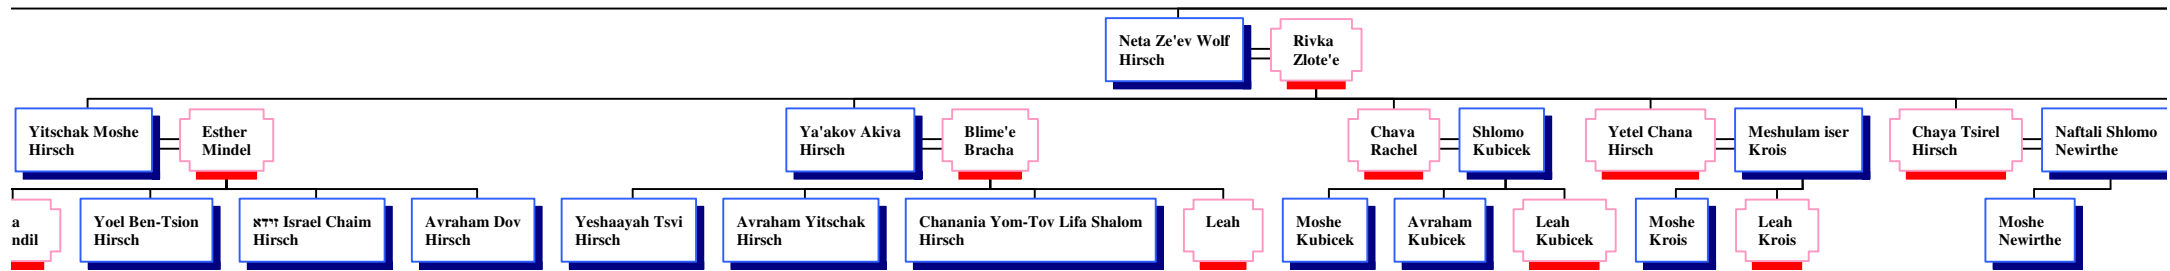 Neta Ze'ev Wolf
Hirsch
Rivka
Zlote'e
Yitschak Moshe
Hirsch
Esther
Mindel
Ya'akov Akiva
Hirsch
Blime'e
Bracha
Chava
Rachel
Shlomo
Kubicek
Yetel Chana
Hirsch
Meshulam iser
Krois
Chaya Tsirel
Hirsch
Naftali Shlomo
Newirthe
a
ndil
Yoel Ben-Tsion
Hirsch
זידא Israel Chaim
Hirsch
Avraham Dov
Hirsch
Yeshaayah Tsvi
Hirsch
Avraham Yitschak
Hirsch
Chanania Yom-Tov Lifa Shalom
Hirsch
Leah
Moshe
Kubicek
Avraham
Kubicek
Leah
Kubicek
Moshe
Krois
Leah
Krois
Moshe
Newirthe